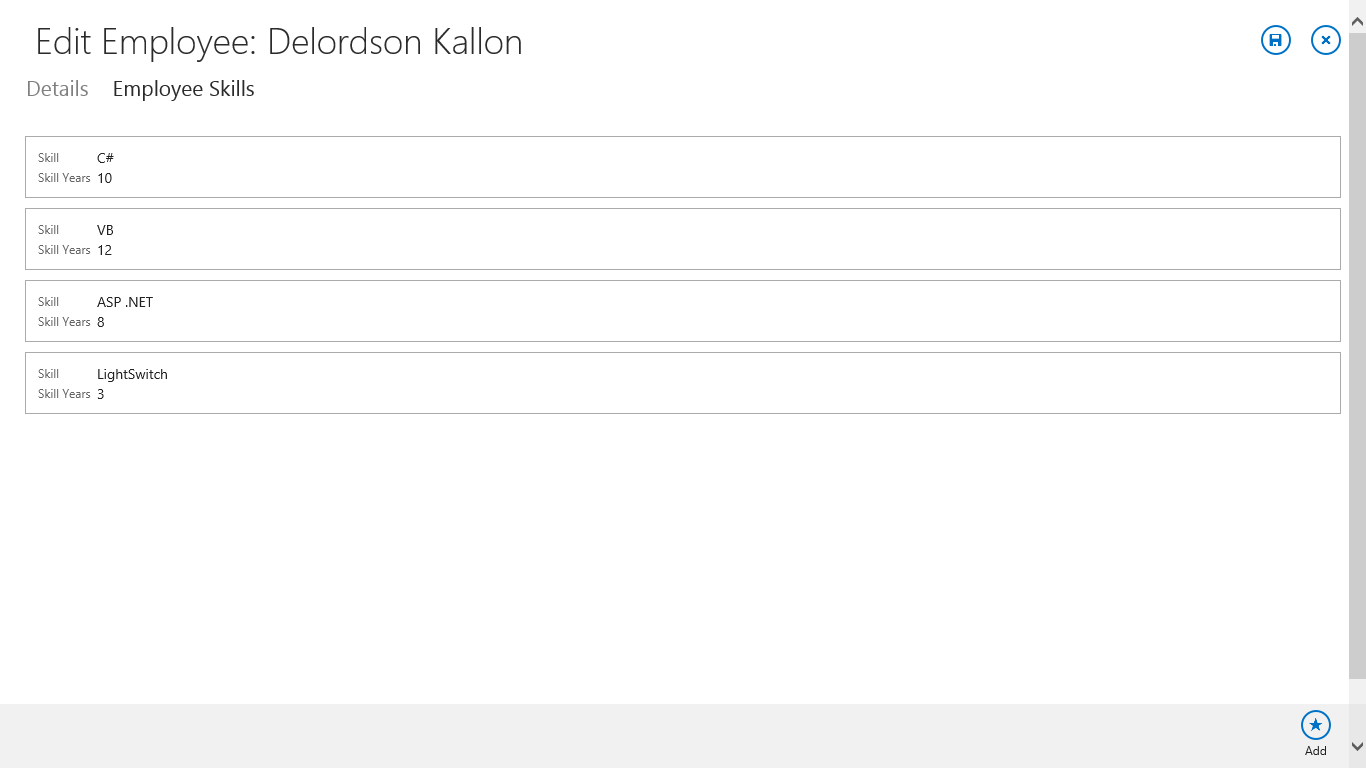 Edit Employee: Delordson Kallon
Details Employee Skills
Skill C#
Skill Years 10
Skill VB
Skill Years 12
Skill ASP .NET
Skill Years 8
Skill LightSwitch
Skill Years 3
Add